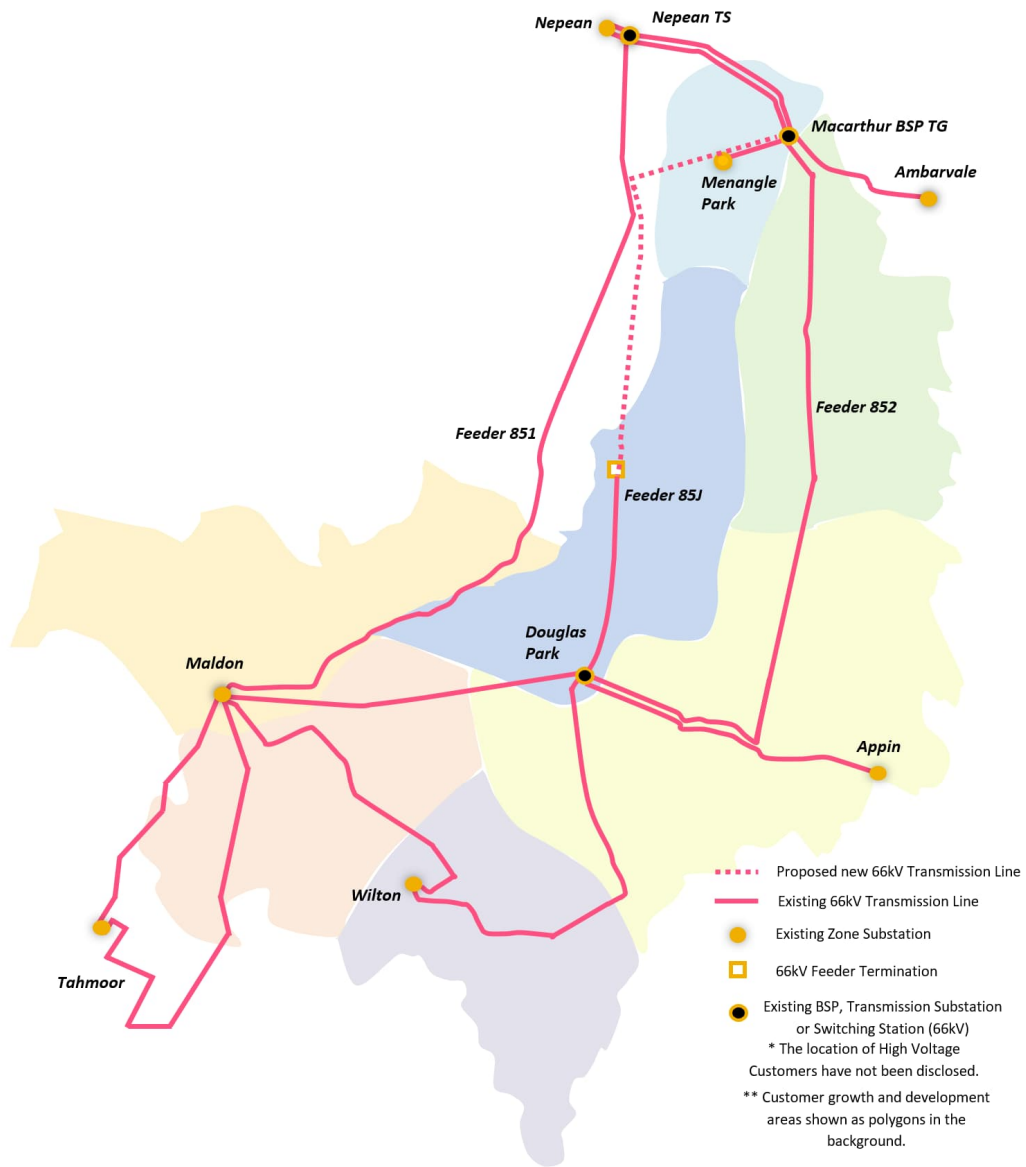 Nepean TS
Nepean
Macarthur BSP TG
Ambarvale
Menangle
Park
Feeder 852
Feeder 851
Feeder 85J
Douglas
Park
Maldon
Appin
Wilton
Tahmoor
Proposed new 66kV Transmission Line
Existing 66kV Transmission Line
Existing Zone Substation
66kV Feeder Termination
Existing BSP, Transmission Substation
or Switching Station (66kV)
* The location of High Voltage
Customers have not been disclosed.
** Customer growth and development
areas shown as polygons in the
background.